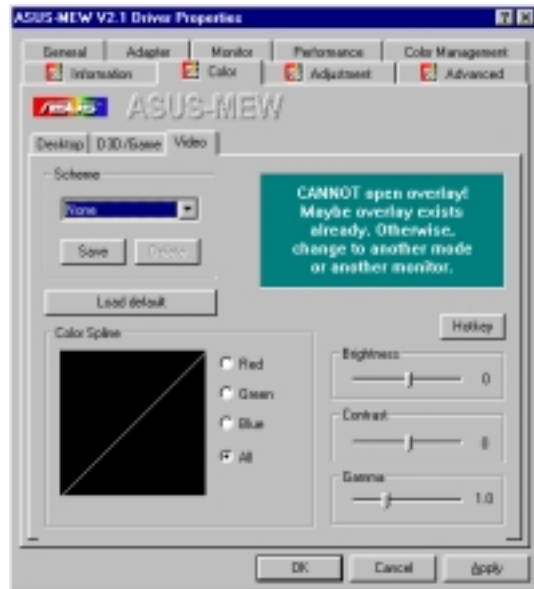 ASUS-MEW V2.1 Driver Properties
General Adapter Monitor Performance Color Management
Information Color Adjustment Advanced
ASUS ASUS-MEW
Desktop D3D/Game Video
Scheme
None
Save Delete
Load default
CANNOT open overlay!
Maybe overlay exists
already. Otherwise,
change to another mode
or another monitor.
Hotkey
Color Spline
Red
Green
Blue
All
Brightness
0
Contrast
0
Gamma
1.0
OK Cancel Apply